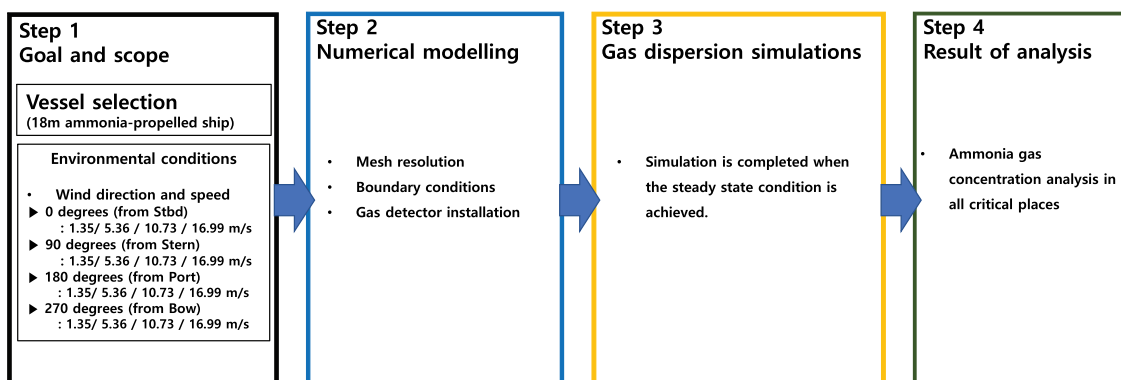 Step 1
Goal and scope
Vessel selection
(18m ammonia-propelled ship)
Environmental conditions
• Wind direction and speed
▶ 0 degrees (from Stbd)
: 1.35/ 5.36 / 10.73 / 16.99 m/s
▶ 90 degrees (from Stern)
: 1.35/ 5.36 / 10.73 / 16.99 m/s
▶ 180 degrees (from Port)
: 1.35/ 5.36 / 10.73 / 16.99 m/s
▶ 270 degrees (from Bow)
: 1.35/ 5.36 / 10.73 / 16.99 m/s
Step 2
Numerical modelling
• Mesh resolution
• Boundary conditions
• Gas detector installation
Step 3
Gas dispersion simulations
• Simulation is completed when
the steady state condition is
achieved.
Step 4
Result of analysis
• Ammonia gas
concentration analysis in
all critical places